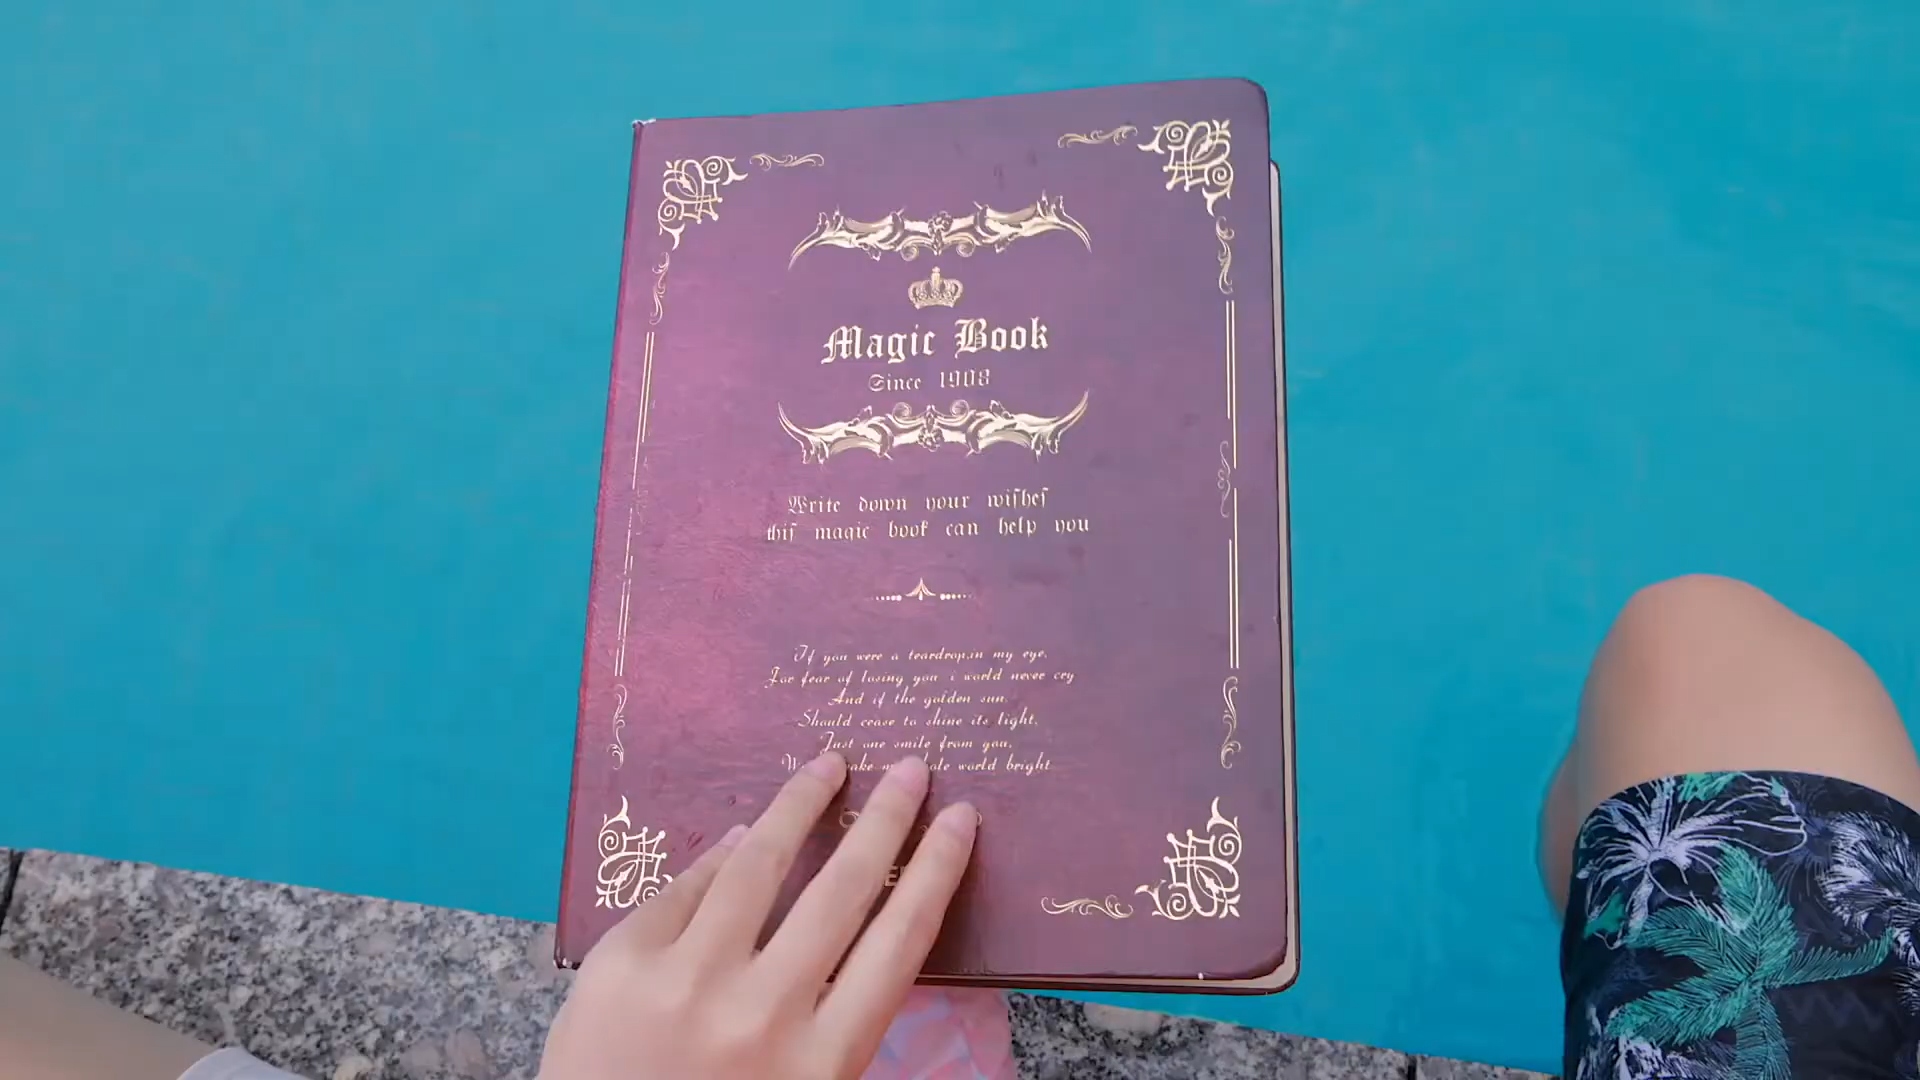 Magic Book
Since 1908
Write down your wishes
this magic book can help you
If you were a teardrop.in my eye.
For fear of losing you i world never cry
And if the golden sun.
Should cease to shine its light.
Just one smile from you.
whole world bright